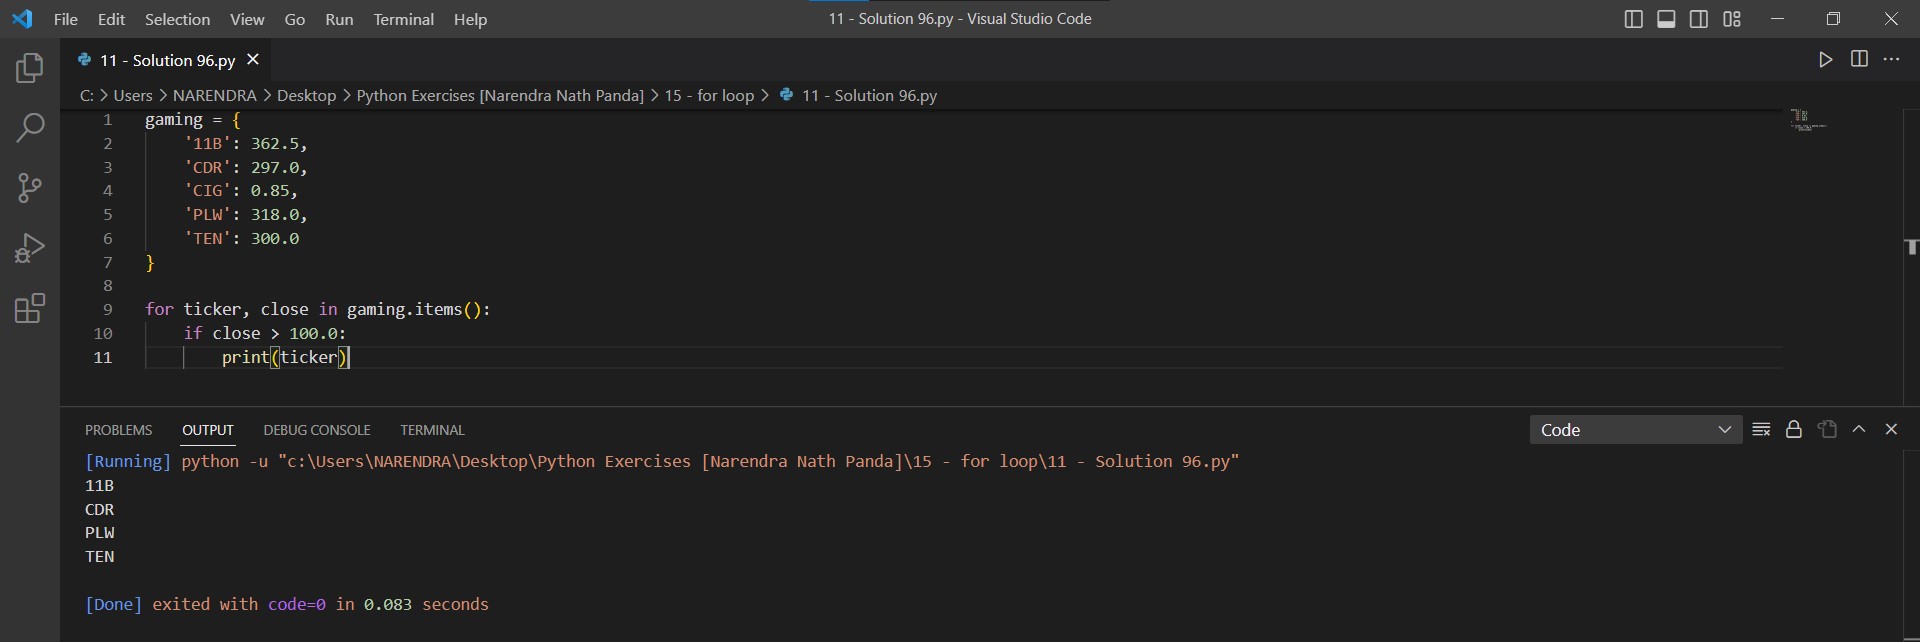 File Edit Selection View Go Run Terminal Help 11 - Solution 96.py - Visual Studio Code
11 - Solution 96.py
C: > Users > NARENDRA > Desktop > Python Exercises [Narendra Nath Panda] > 15 - for loop > 11 - Solution 96.py
1 gaming = {
2     '11B': 362.5,
3     'CDR': 297.0,
4     'CIG': 0.85,
5     'PLW': 318.0,
6     'TEN': 300.0
7 }
8
9 for ticker, close in gaming.items():
10     if close > 100.0:
11         print(ticker)
PROBLEMS OUTPUT DEBUG CONSOLE TERMINAL Code
[Running] python -u "c:\Users\NARENDRA\Desktop\Python Exercises [Narendra Nath Panda]\15 - for loop\11 - Solution 96.py"
11B
CDR
PLW
TEN
[Done] exited with code=0 in 0.083 seconds